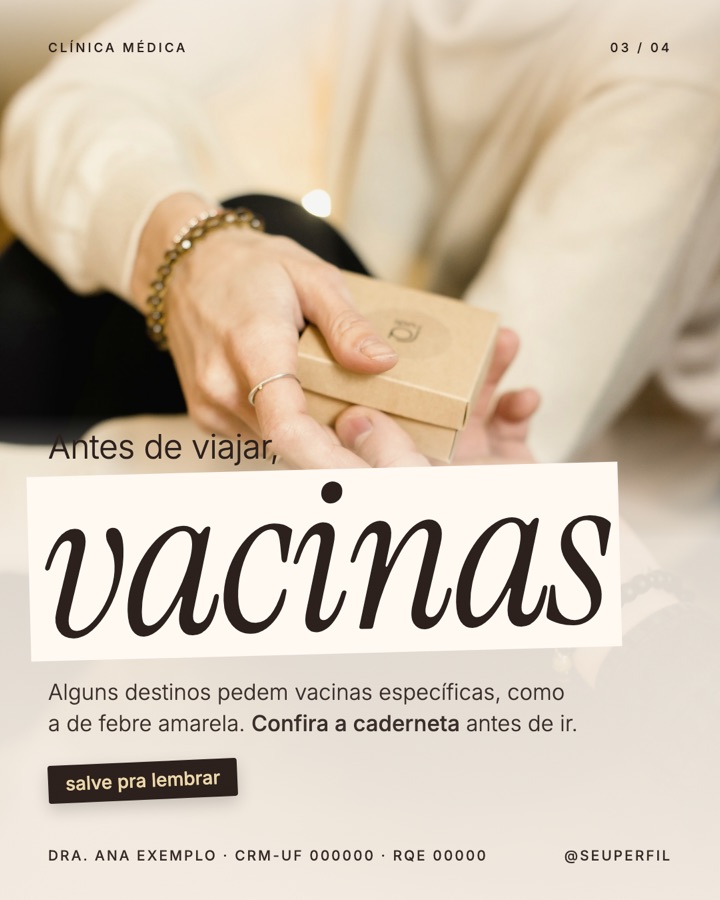 CLÍNICA MÉDICA
03 / 04
Antes de viajar,
vacinas
Alguns destinos pedem vacinas específicas, como
a de febre amarela. Confira a caderneta antes de ir.
salve pra lembrar
DRA. ANA EXEMPLO · CRM-UF 000000 · RQE 00000
@SEUPERFIL